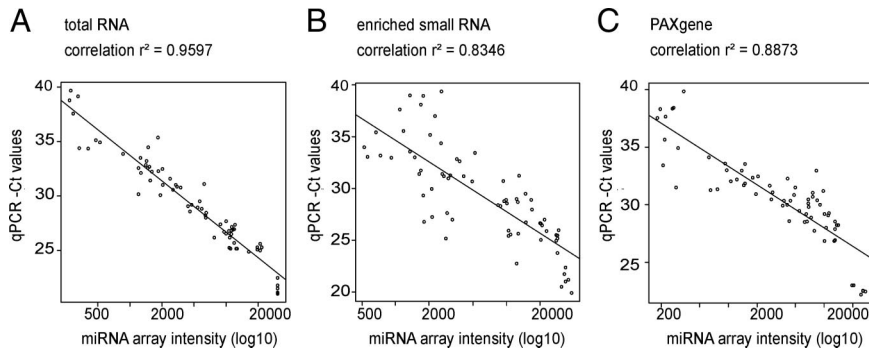 A
total RNA
correlation r² = 0.9597
40
35
30
25
qPCR -Ct values
500
2000
20000
miRNA array intensity (log10)
B
enriched small RNA
correlation r² = 0.8346
40
35
30
25
20
qPCR -Ct values
500
2000
20000
miRNA array intensity (log10)
C
PAXgene
correlation r² = 0.8873
40
35
30
25
qPCR -Ct values
200
2000
20000
miRNA array intensity (log10)